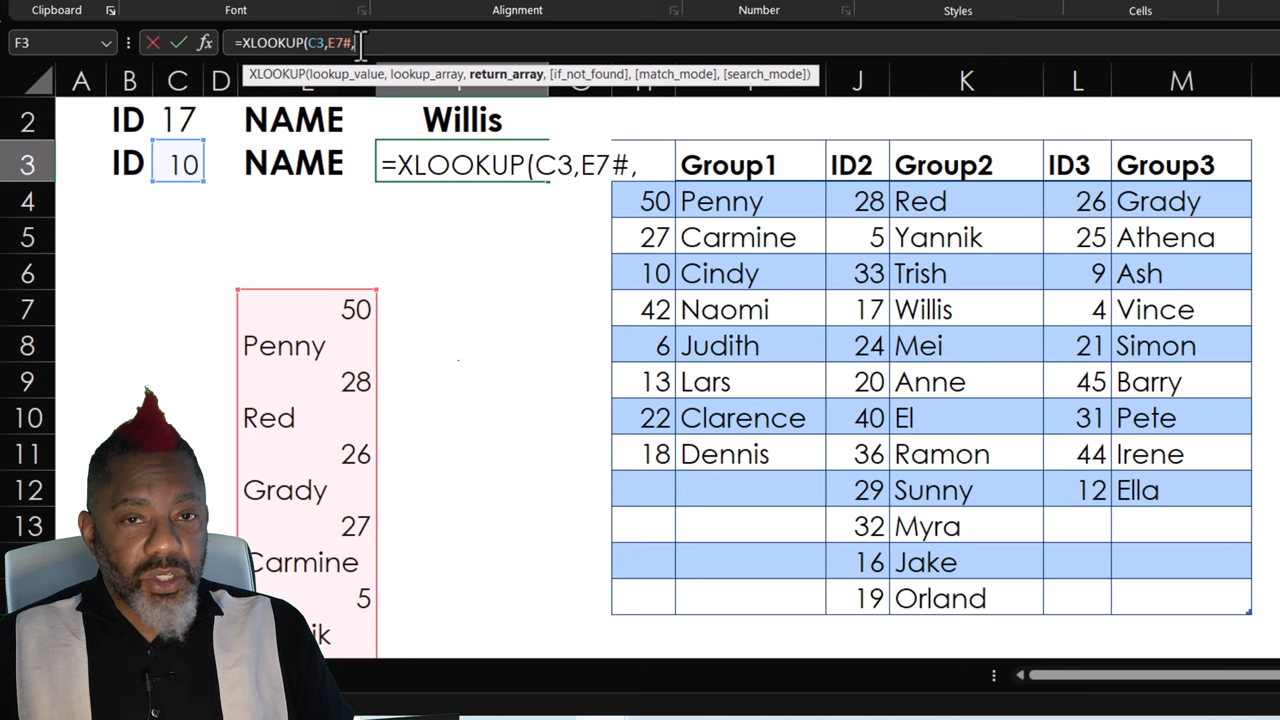 Clipboard Font Alignment Number Styles Cells
F3 fx =XLOOKUP(C3,E7#,
XLOOKUP(lookup_value, lookup_array, return_array, [if_not_found], [match_mode], [search_mode])
A B C D J K L M
2 ID 17 NAME Willis
3 ID 10 NAME =XLOOKUP(C3,E7#, Group1 ID2 Group2 ID3 Group3
4 50 Penny 28 Red 26 Grady
5 27 Carmine 5 Yannik 25 Athena
6 10 Cindy 33 Trish 9 Ash
7 50 42 Naomi 17 Willis 4 Vince
8 Penny 6 Judith 24 Mei 21 Simon
9 28 13 Lars 20 Anne 45 Barry
10 Red 22 Clarence 40 El 31 Pete
11 26 18 Dennis 36 Ramon 44 Irene
12 Grady 29 Sunny 12 Ella
13 27 32 Myra
Carmine 16 Jake
5 19 Orland